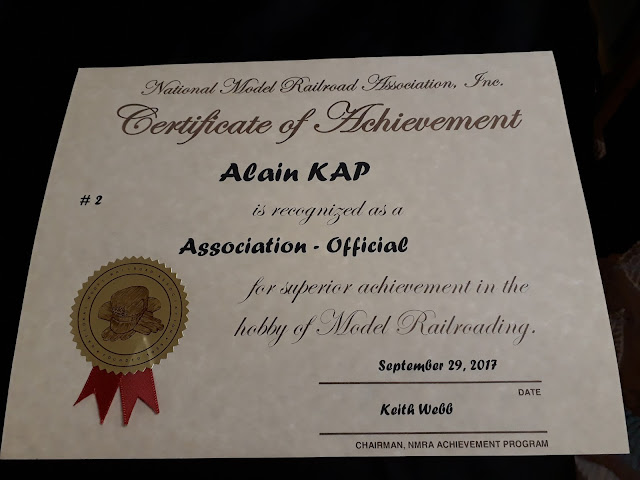 National Model Railroad Association, Inc.
Certificate of Achievement
Alain KAP
# 2
is recognized as a
Association - Official
for superior achievement in the
hobby of Model Railroading.
September 29, 2017
DATE
Keith Webb
CHAIRMAN, NMRA ACHIEVEMENT PROGRAM